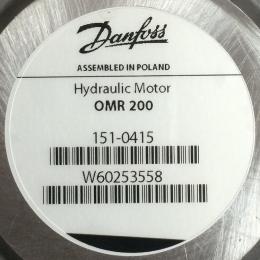 Danfoss
ASSEMBLED IN POLAND
Hydraulic Motor
OMR 200
151-0415
W60253558